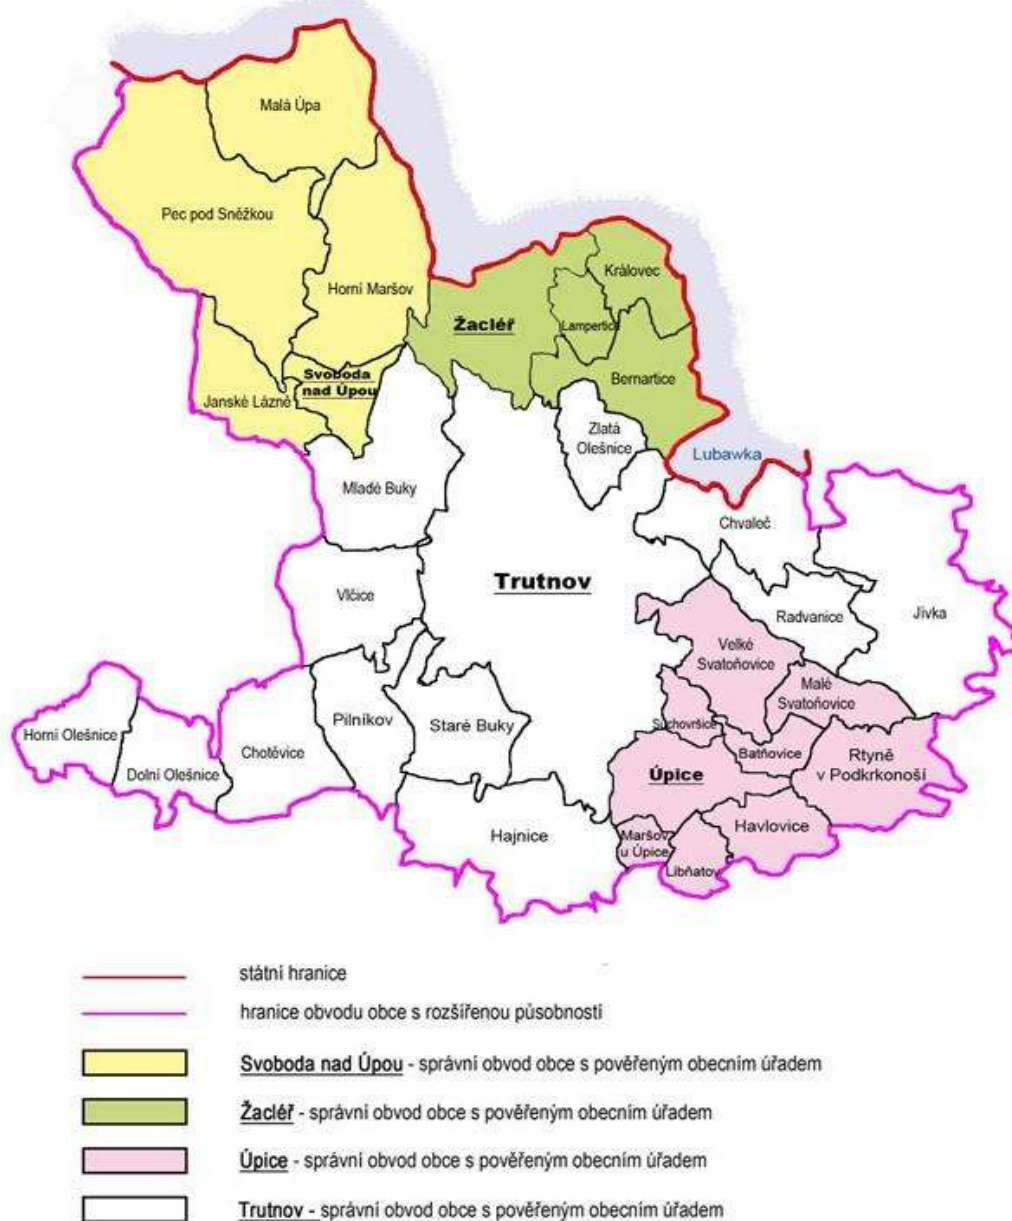 Malá Úpa
Pec pod Sněžkou
Horní Maršov
Královec
Žacléř
Lampertice
Svoboda
nad Úpou
Bernartice
Janské Lázně
Zlatá
Olešnice
Lubawka
Mladé Buky
Chvaleč
Trutnov
Vlčice
Radvanice
Jívka
Velké
Svatoňovice
Malé
Svatoňovice
Pilníkov
Staré Buky
Suchovršice
Horní Olešnice
Chotěvice
Batňovice
Rtyně
v Podkrkonoší
Dolní Olešnice
Úpice
Hajnice
Havlovice
Maršov
u Úpice
Libňatov
státní hranice
hranice obvodu obce s rozšířenou působností
Svoboda nad Úpou - správní obvod obce s pověřeným obecním úřadem
Žacléř - správní obvod obce s pověřeným obecním úřadem
Úpice - správní obvod obce s pověřeným obecním úřadem
Trutnov - správní obvod obce s pověřeným obecním úřadem